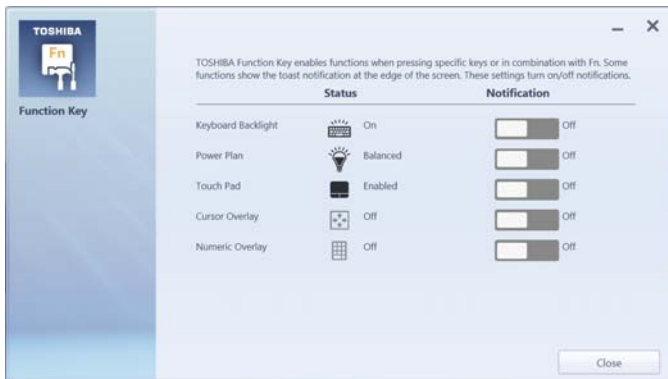 TOSHIBA
Fn
Function Key
TOSHIBA Function Key enables functions when pressing specific keys or in combination with Fn. Some
functions show the toast notification at the edge of the screen. These settings turn on/off notifications.
Status Notification
Keyboard Backlight On Off
Power Plan Balanced Off
Touch Pad Enabled Off
Cursor Overlay Off Off
Numeric Overlay Off Off
Close